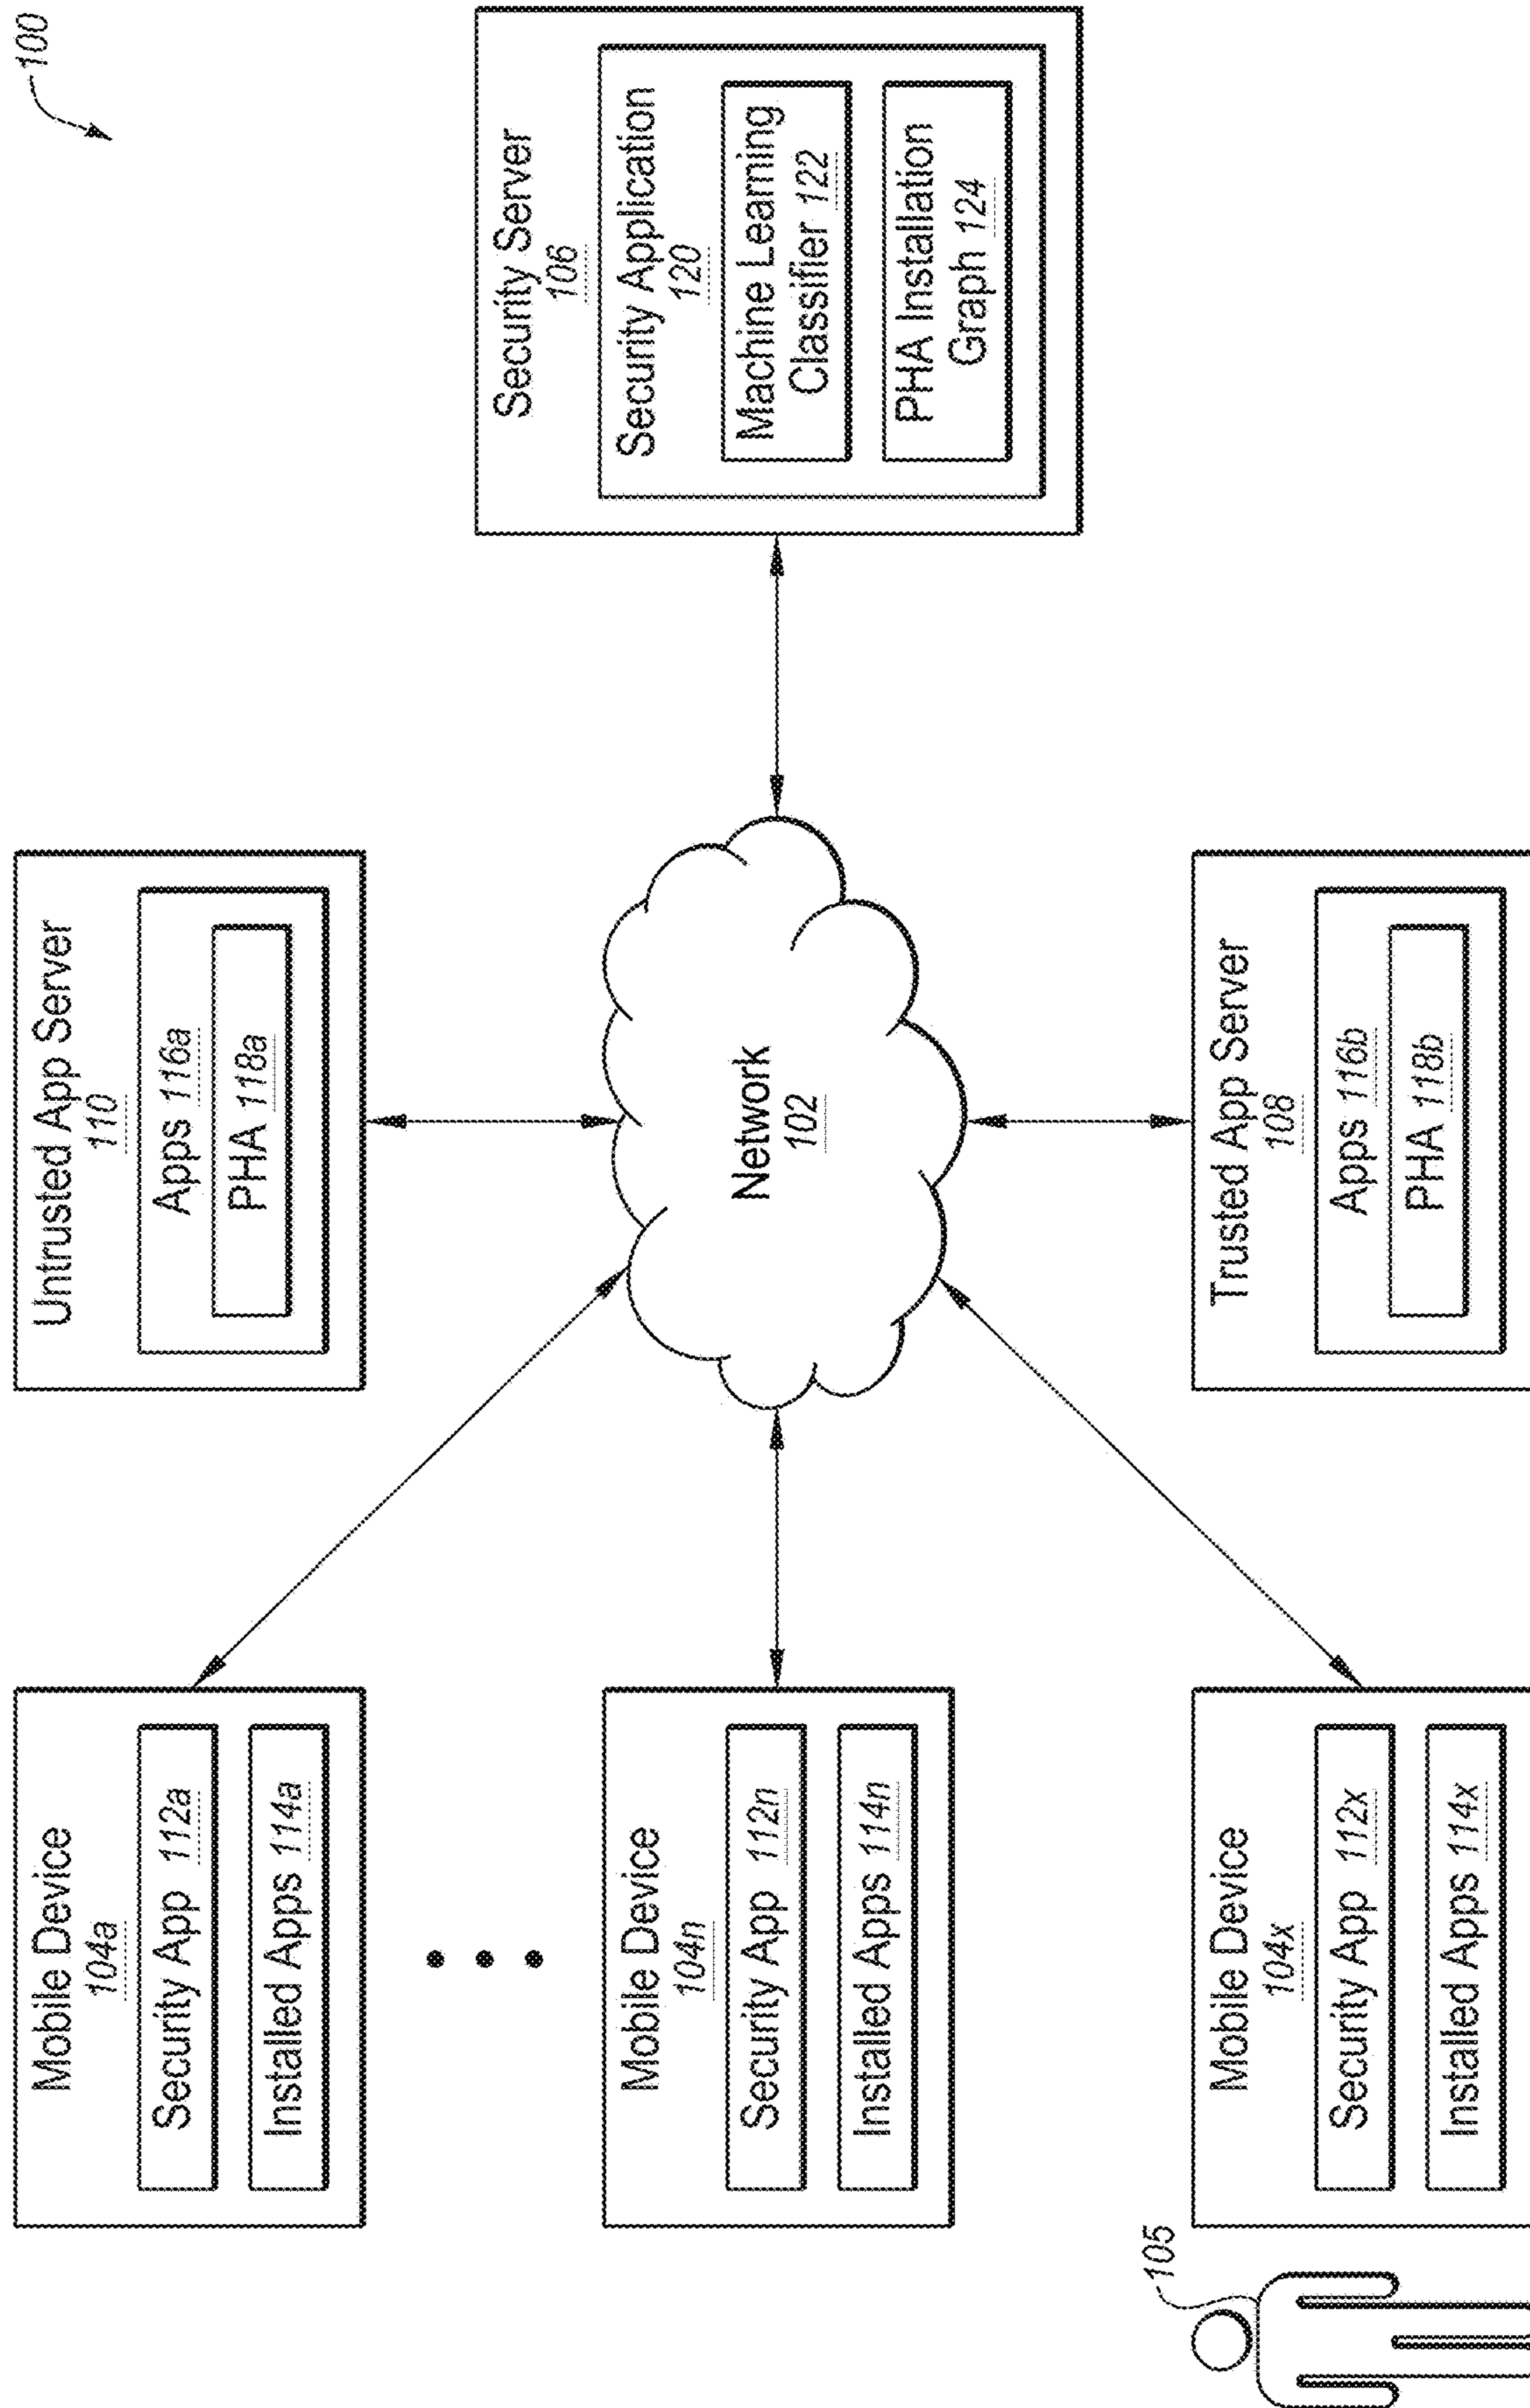 100
Mobile Device
104a
Security App 112a
Installed Apps 114a
Untrusted App Server
110
Apps 116a
PHA 118a
Mobile Device
104n
Security App 112n
Installed Apps 114n
Network
102
Security Server
106
Security Application
120
Machine Learning
Classifier 122
PHA Installation
Graph 124
105
Mobile Device
104x
Security App 112x
Installed Apps 114x
Trusted App Server
108
Apps 116b
PHA 118b